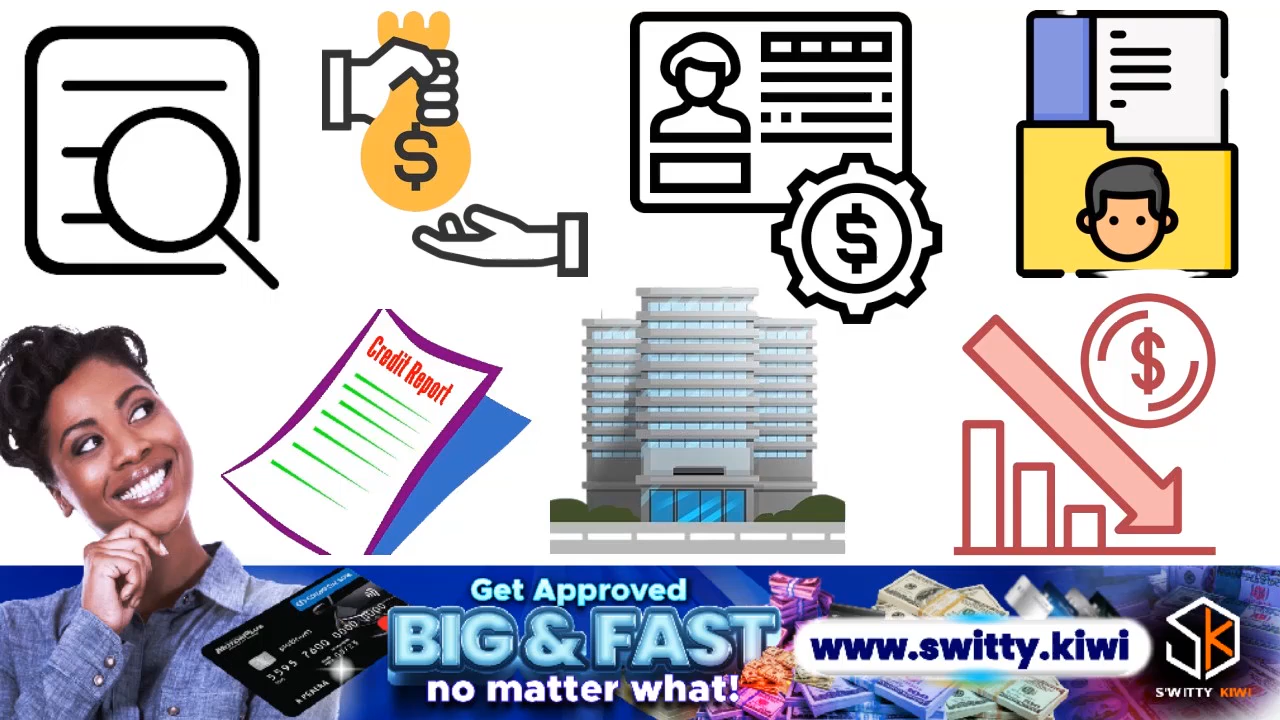 $
$
$
Credit Report
Get Approved
BIG & FAST
no matter what!
www.switty.kiwi
S'WITTY KIWI